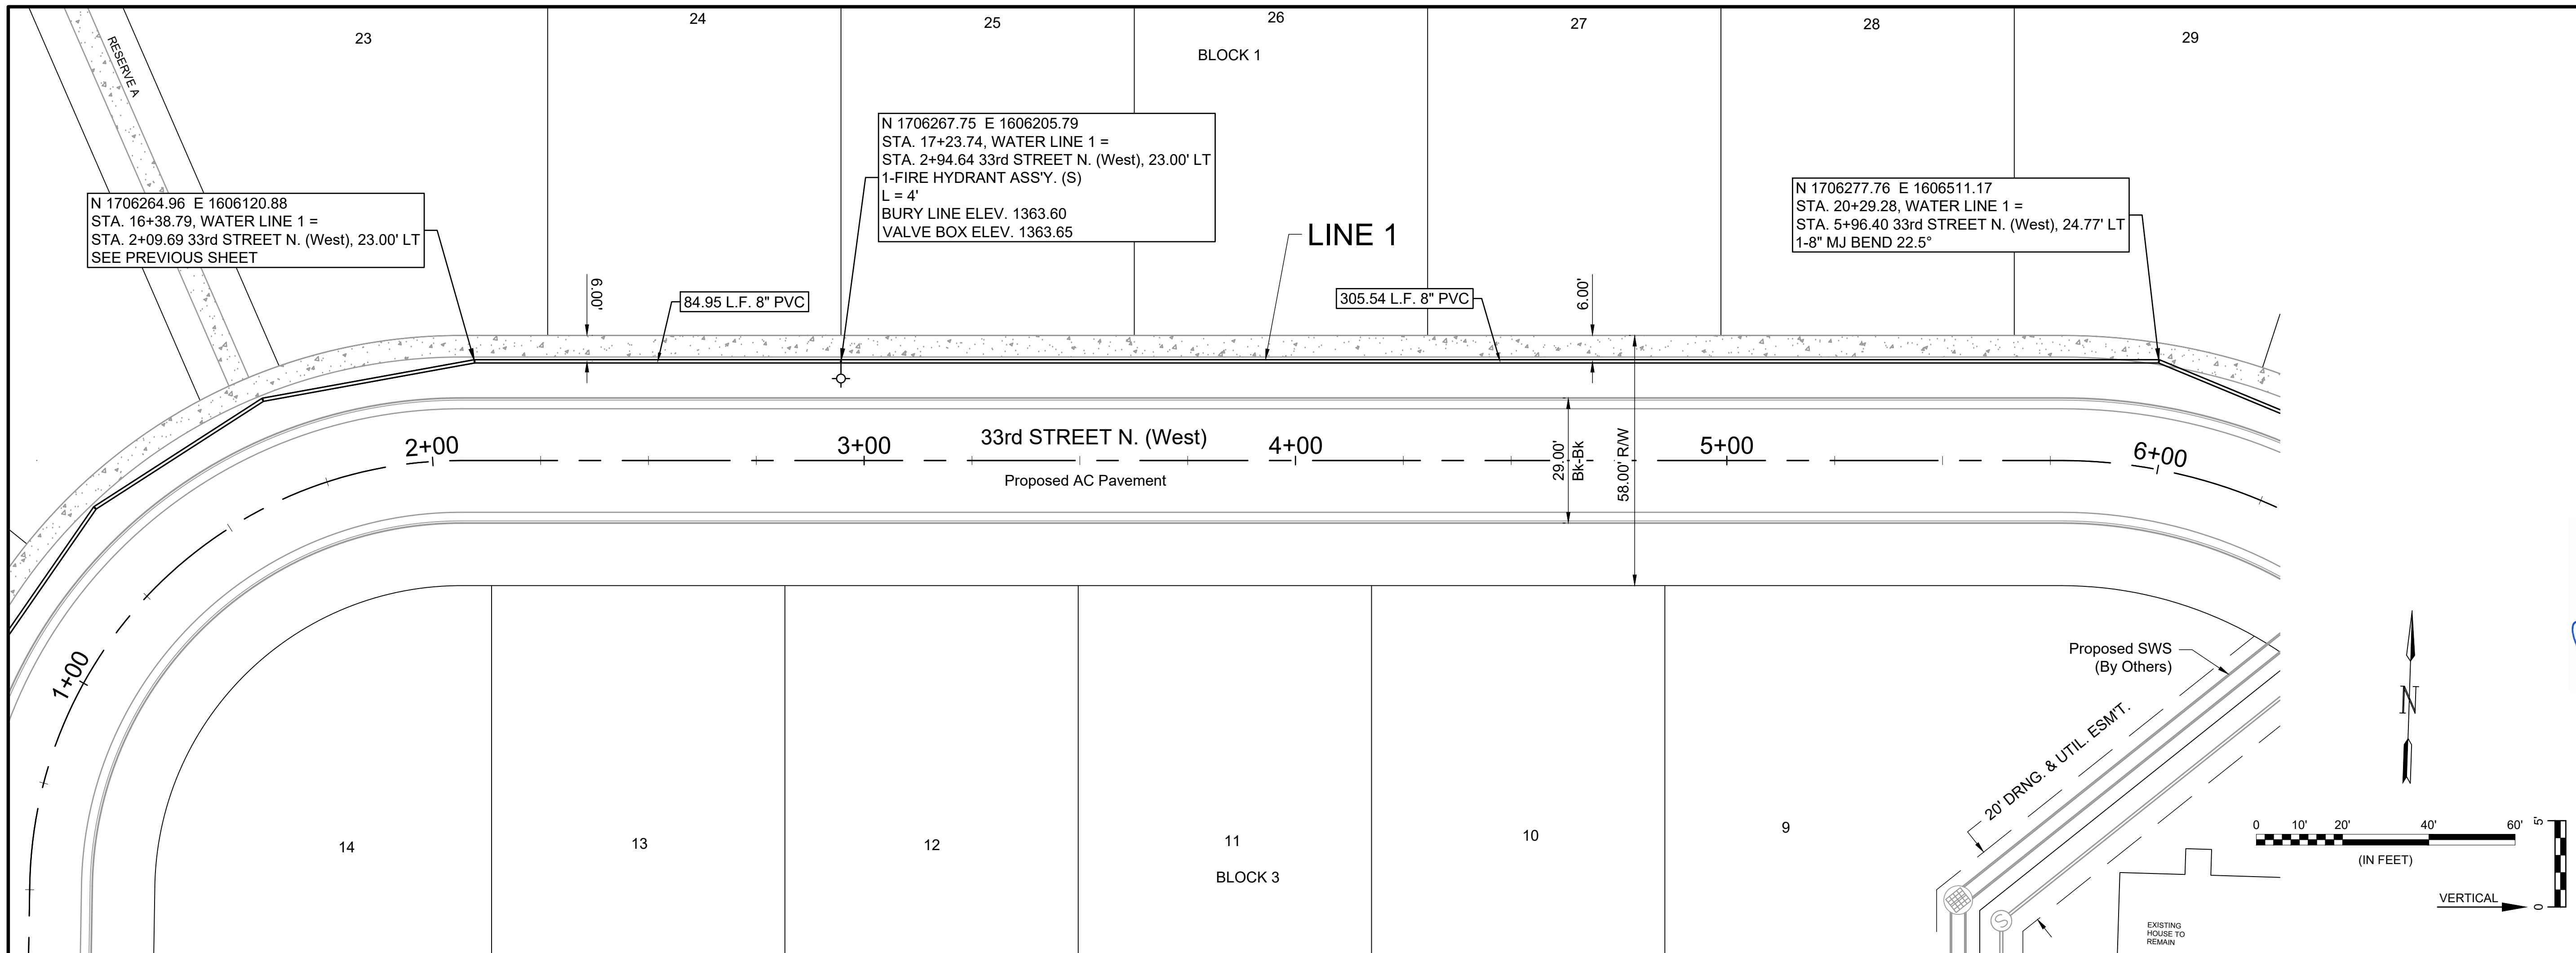 23
24
25
26
27
28
29
BLOCK 1
RESERVE A
N 1706264.96 E 1606120.88
STA. 16+38.79, WATER LINE 1 =
STA. 2+09.69 33rd STREET N. (West), 23.00' LT
SEE PREVIOUS SHEET
N 1706267.75 E 1606205.79
STA. 17+23.74, WATER LINE 1 =
STA. 2+94.64 33rd STREET N. (West), 23.00' LT
1-FIRE HYDRANT ASS'Y. (S)
L = 4'
BURY LINE ELEV. 1363.60
VALVE BOX ELEV. 1363.65
N 1706277.76 E 1606511.17
STA. 20+29.28, WATER LINE 1 =
STA. 5+96.40 33rd STREET N. (West), 24.77' LT
1-8" MJ BEND 22.5°
LINE 1
6.00'
84.95 L.F. 8" PVC
305.54 L.F. 8" PVC
6.00'
1+00
2+00
3+00
33rd STREET N. (West)
4+00
5+00
6+00
Proposed AC Pavement
29.00'
Bk-Bk
58.00' R/W
Proposed SWS
(By Others)
20' DRNG. & UTIL. ESM'T.
14
13
12
11
10
9
BLOCK 3
S
EXISTING
HOUSE TO
REMAIN
N
0 10' 20' 40' 60'
(IN FEET)
VERTICAL
5'
0